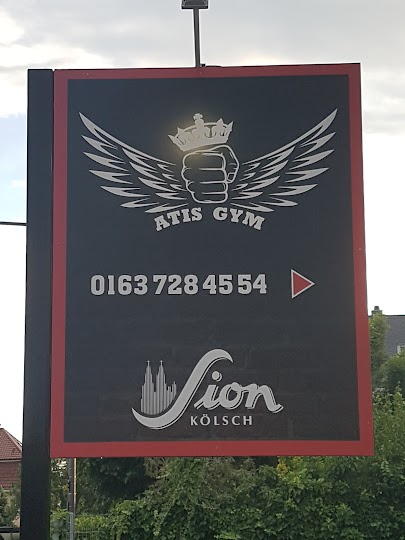 ATIS GYM
0163 728 45 54
Sion
KÖLSCH